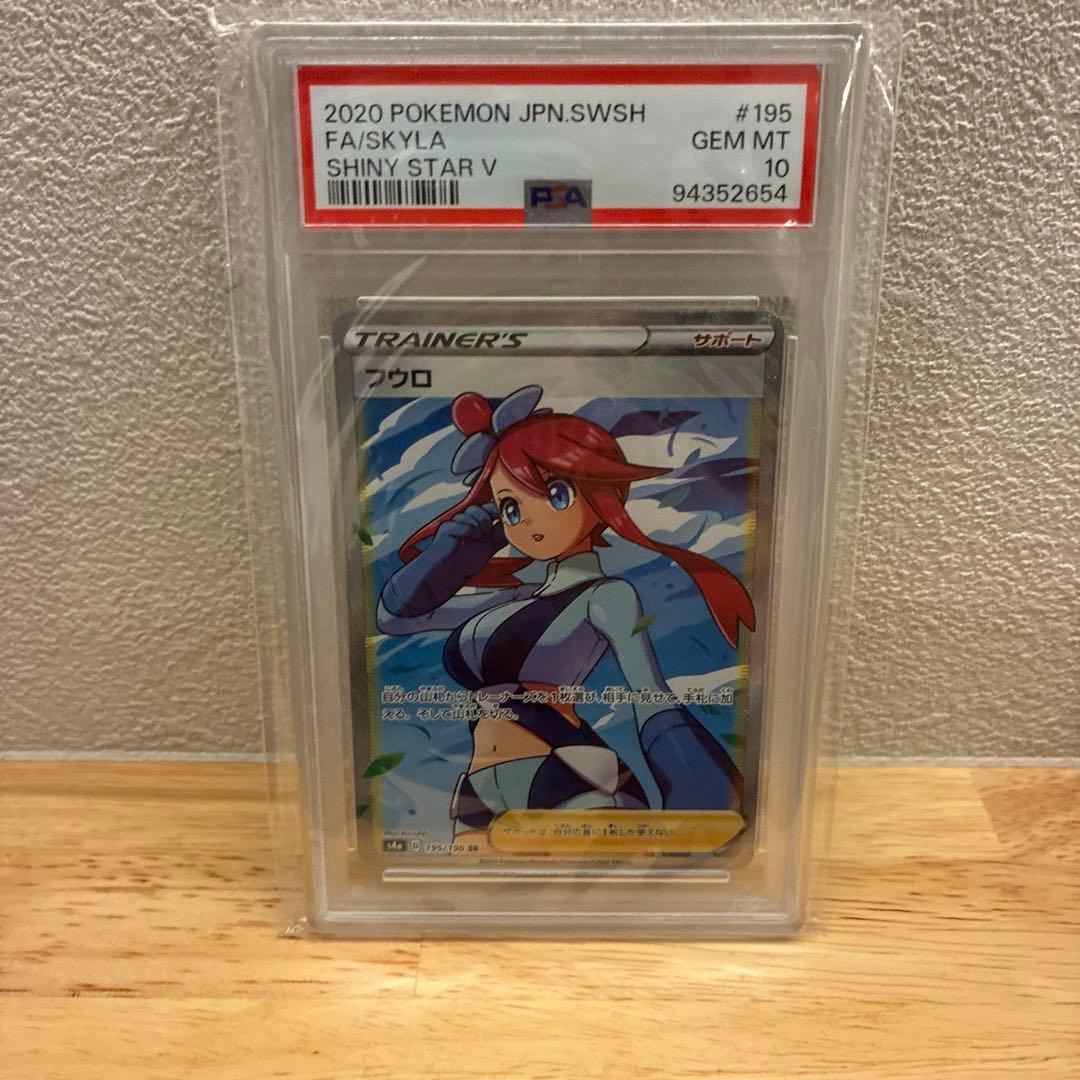 2020 POKEMON JPN.SWSH #195
FA/SKYLA GEM MT
SHINY STAR V 10
PSA 94352654
TRAINER'S サポート
フウロ
自分の山札からトレーナーズを1枚選び、相手に見せて、手札に加
える。そして山札を切る。
サポートは、自分の番に1枚しか使えない。
s4a D 195/190 SR